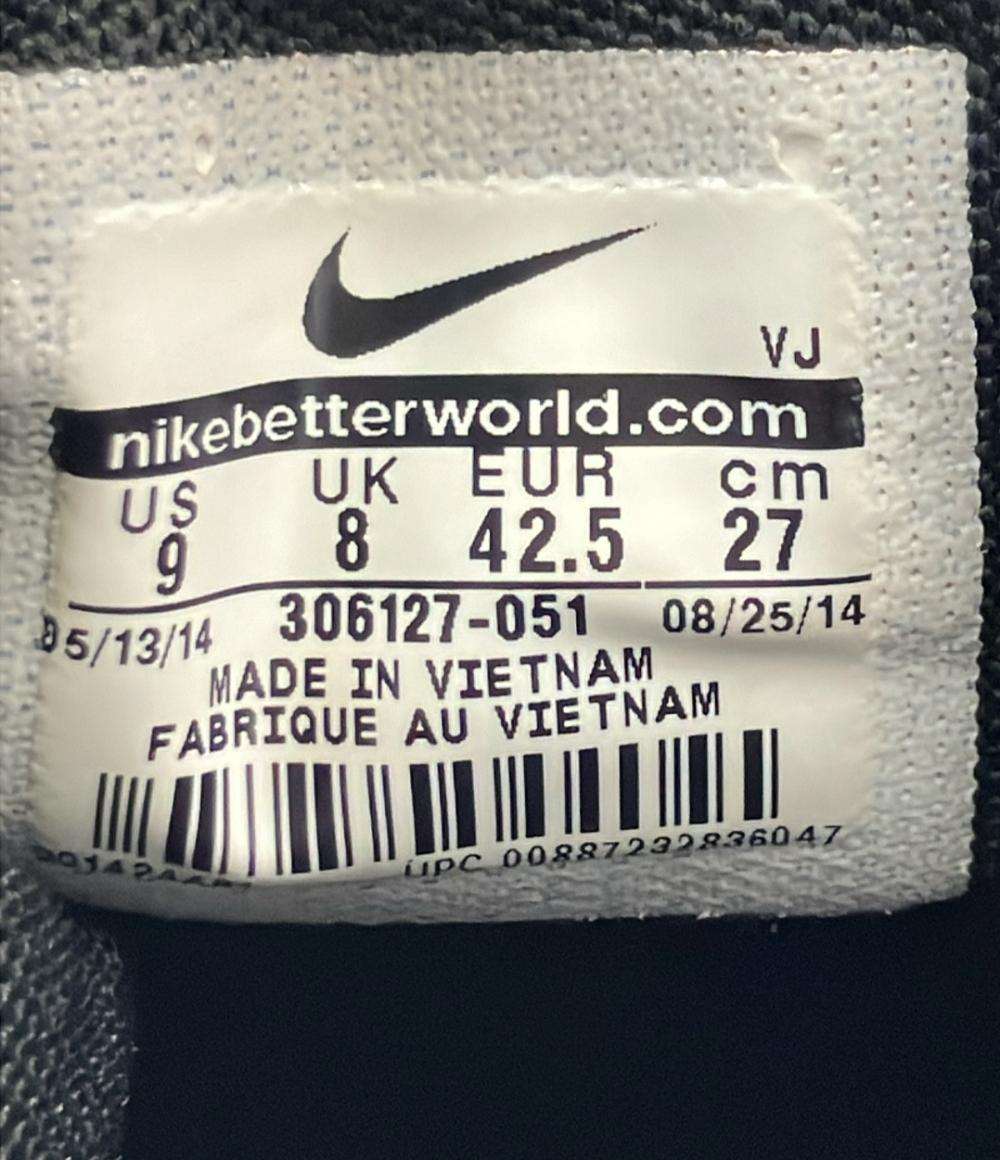 VJ
nikebetterworld.com
US UK EUR cm
9 8 42.5 27
05/13/14 306127-051 08/25/14
MADE IN VIETNAM
FABRIQUE AU VIETNAM
UPC 00887232836047